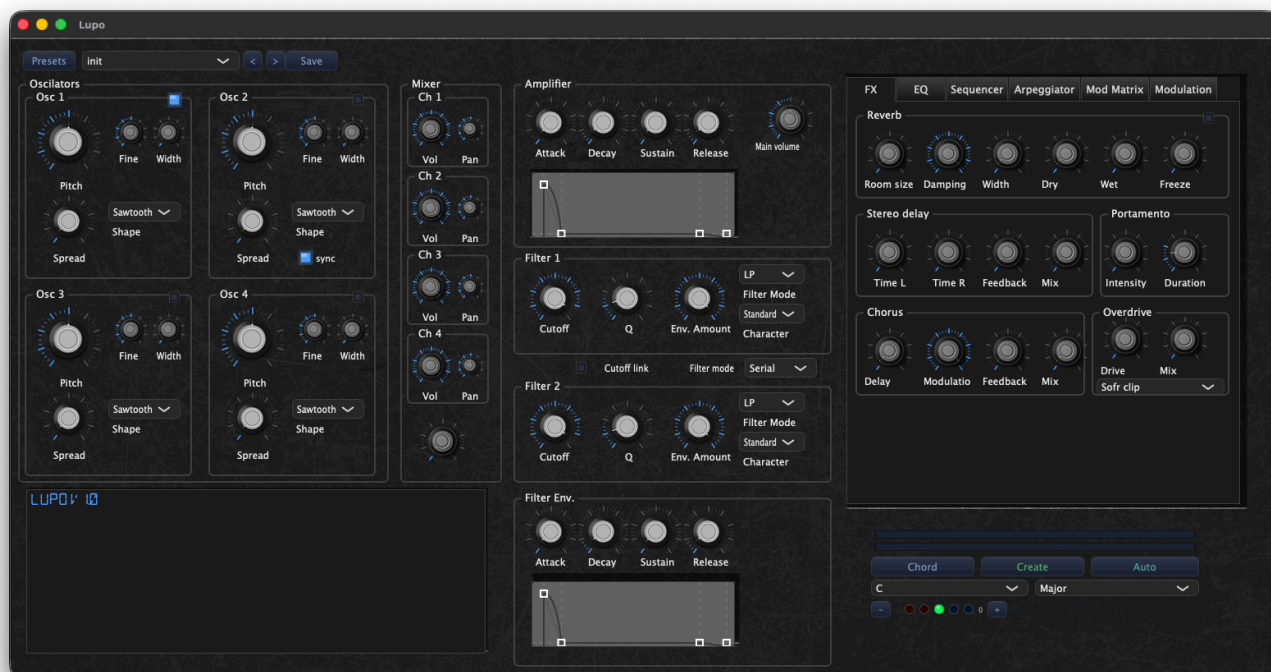 Lupo
Presets init < > Save
Oscilators
Osc 1
Fine Width
Pitch
Sawtooth
Shape
Spread
Osc 2
Fine Width
Pitch
Sawtooth
Shape
Spread sync
Osc 3
Fine Width
Pitch
Sawtooth
Shape
Spread
Osc 4
Fine Width
Pitch
Sawtooth
Shape
Spread
LUPO V 1.0
Mixer
Ch 1
Vol Pan
Ch 2
Vol Pan
Ch 3
Vol Pan
Ch 4
Vol Pan
Amplifier
Attack Decay Sustain Release
Main volume
Filter 1
LP
Filter Mode
Standard
Cutoff Q Env. Amount
Character
Cutoff link Filter mode Serial
Filter 2
LP
Filter Mode
Standard
Cutoff Q Env. Amount
Character
Filter Env.
Attack Decay Sustain Release
FX EQ Sequencer Arpeggiator Mod Matrix Modulation
Reverb
Room size Damping Width Dry Wet Freeze
Stereo delay
Time L Time R Feedback Mix
Portamento
Intensity Duration
Chorus
Delay Modulatio Feedback Mix
Overdrive
Drive Mix
Sofr clip
Chord Create Auto
C Major
- 0 +